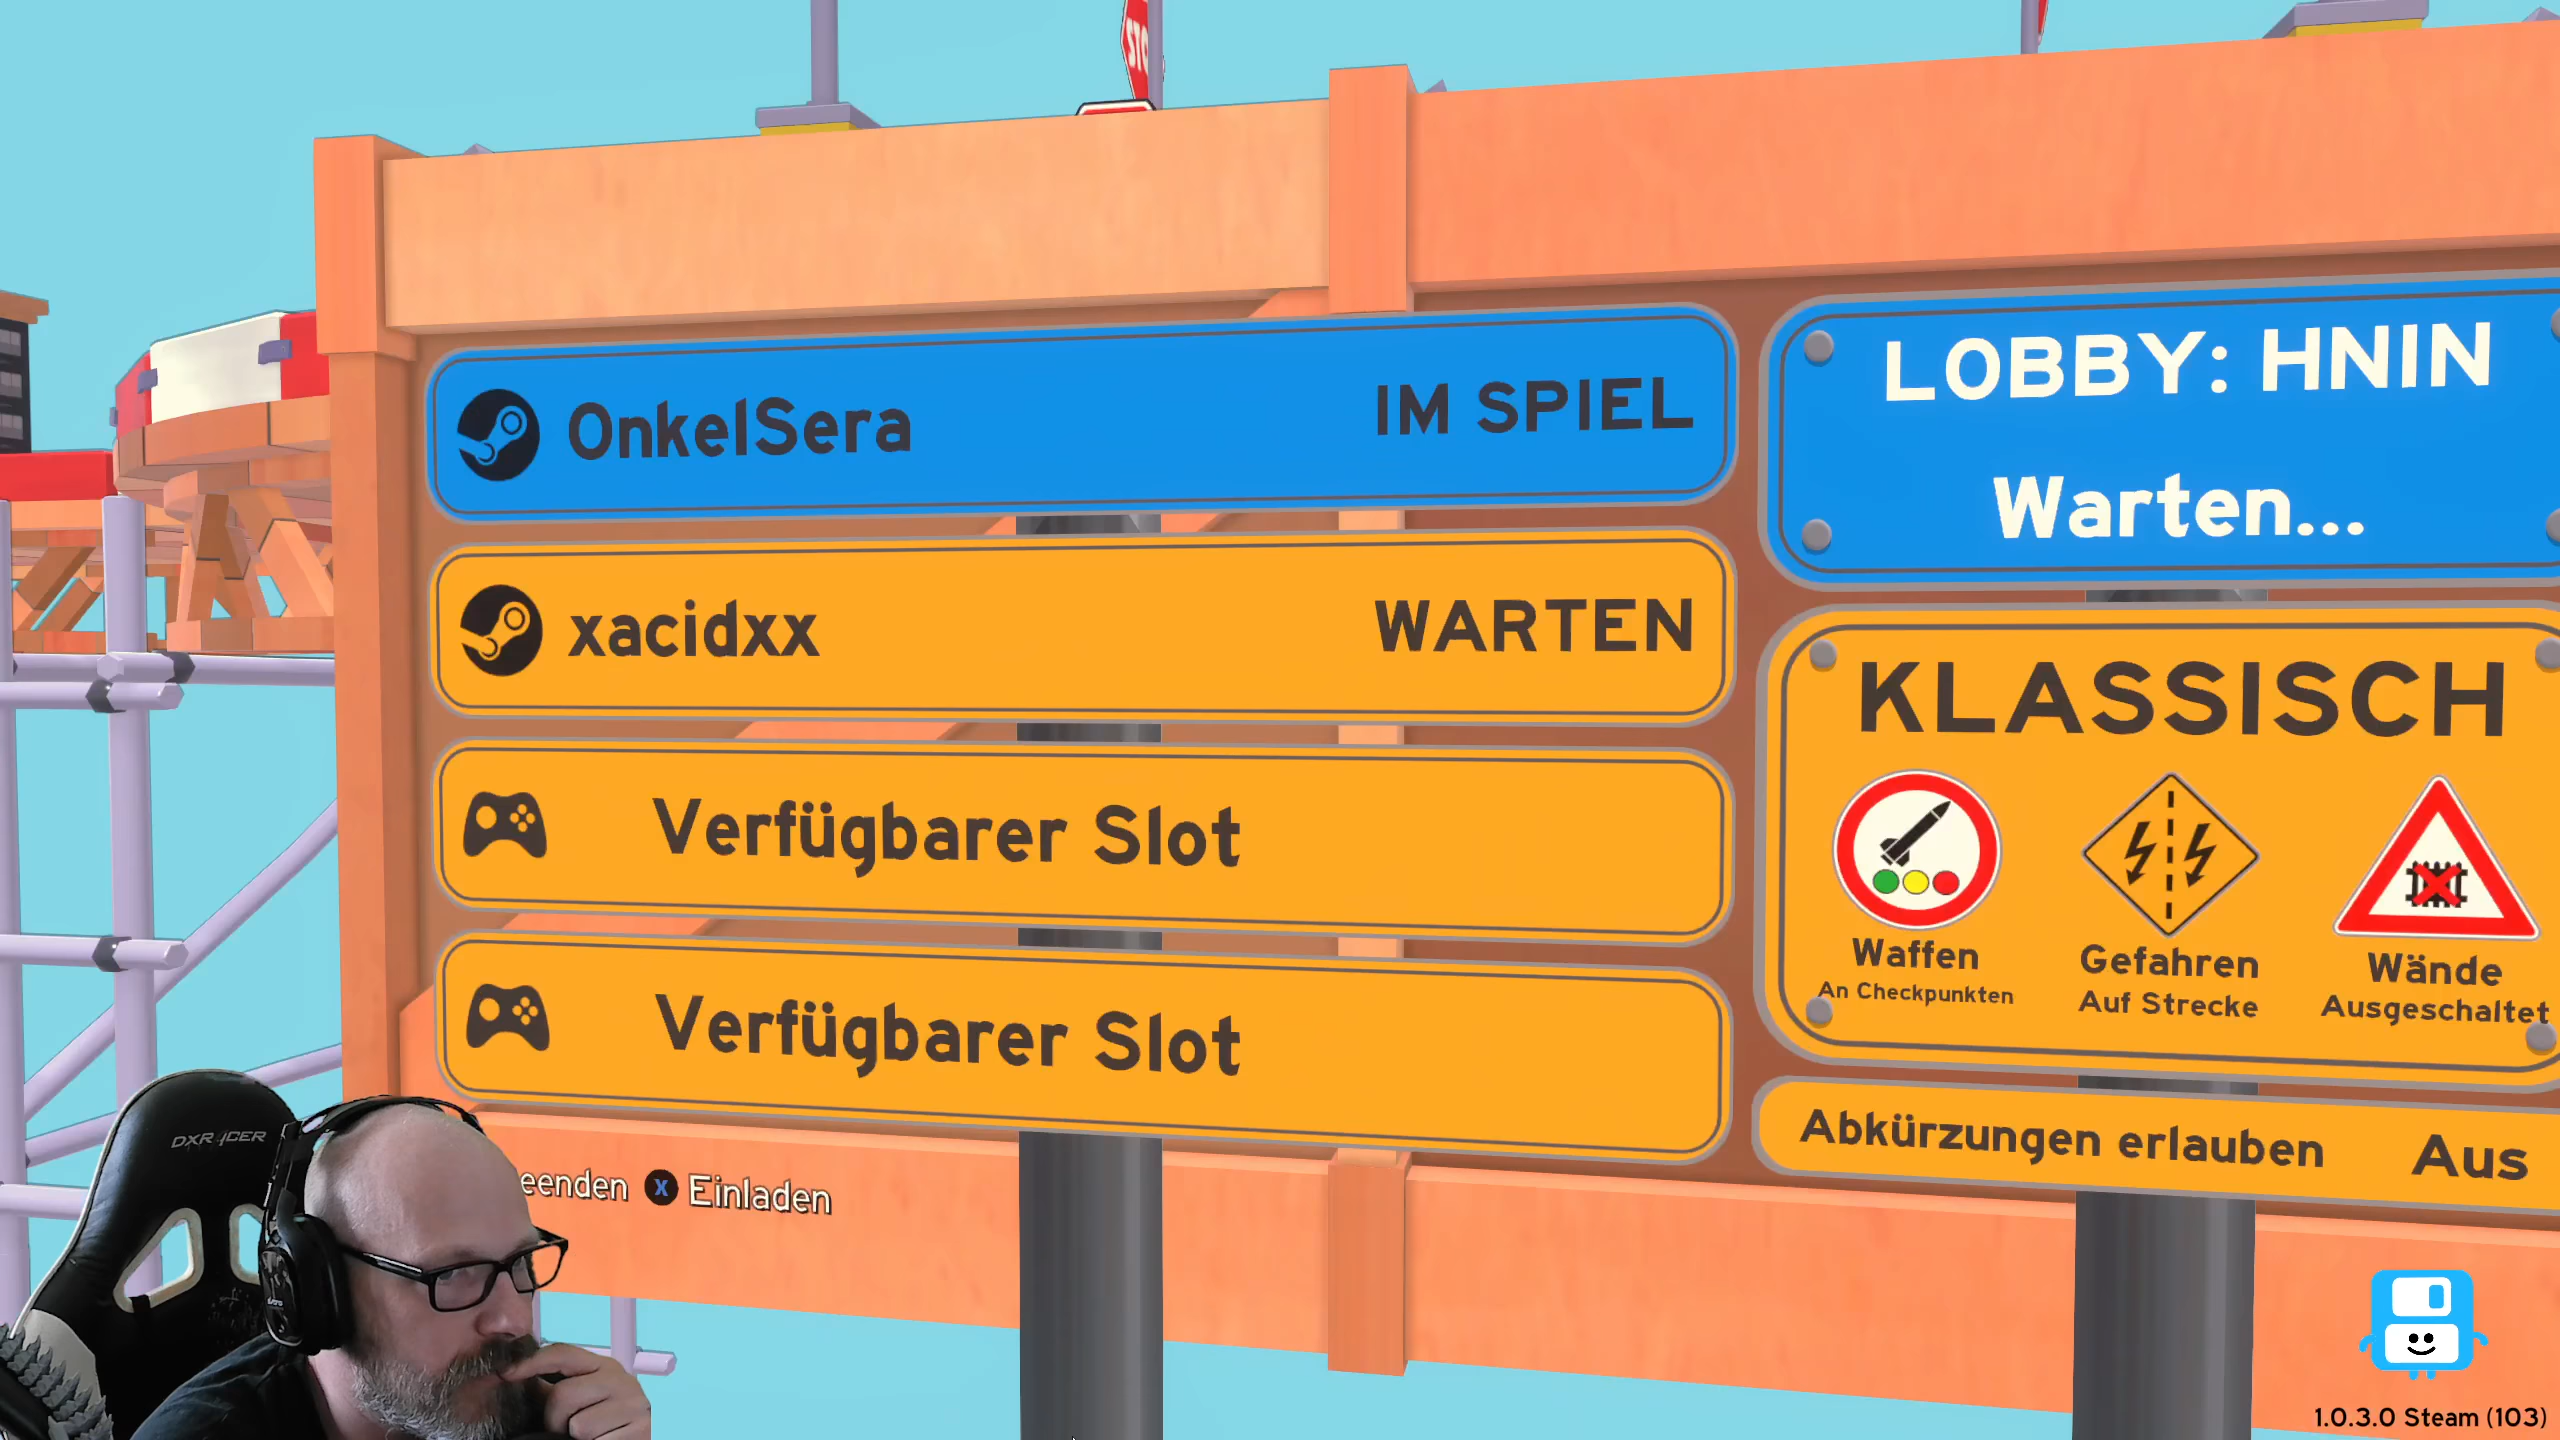 STO
OnkelSera IM SPIEL
xacidxx WARTEN
Verfügbarer Slot
Verfügbarer Slot
LOBBY: HNIN
Warten...
KLASSISCH
Waffen
An Checkpunkten
Gefahren
Auf Strecke
Wände
Ausgeschaltet
Abkürzungen erlauben Aus
eenden X Einladen
DXRACER
1.0.3.0 Steam (103)